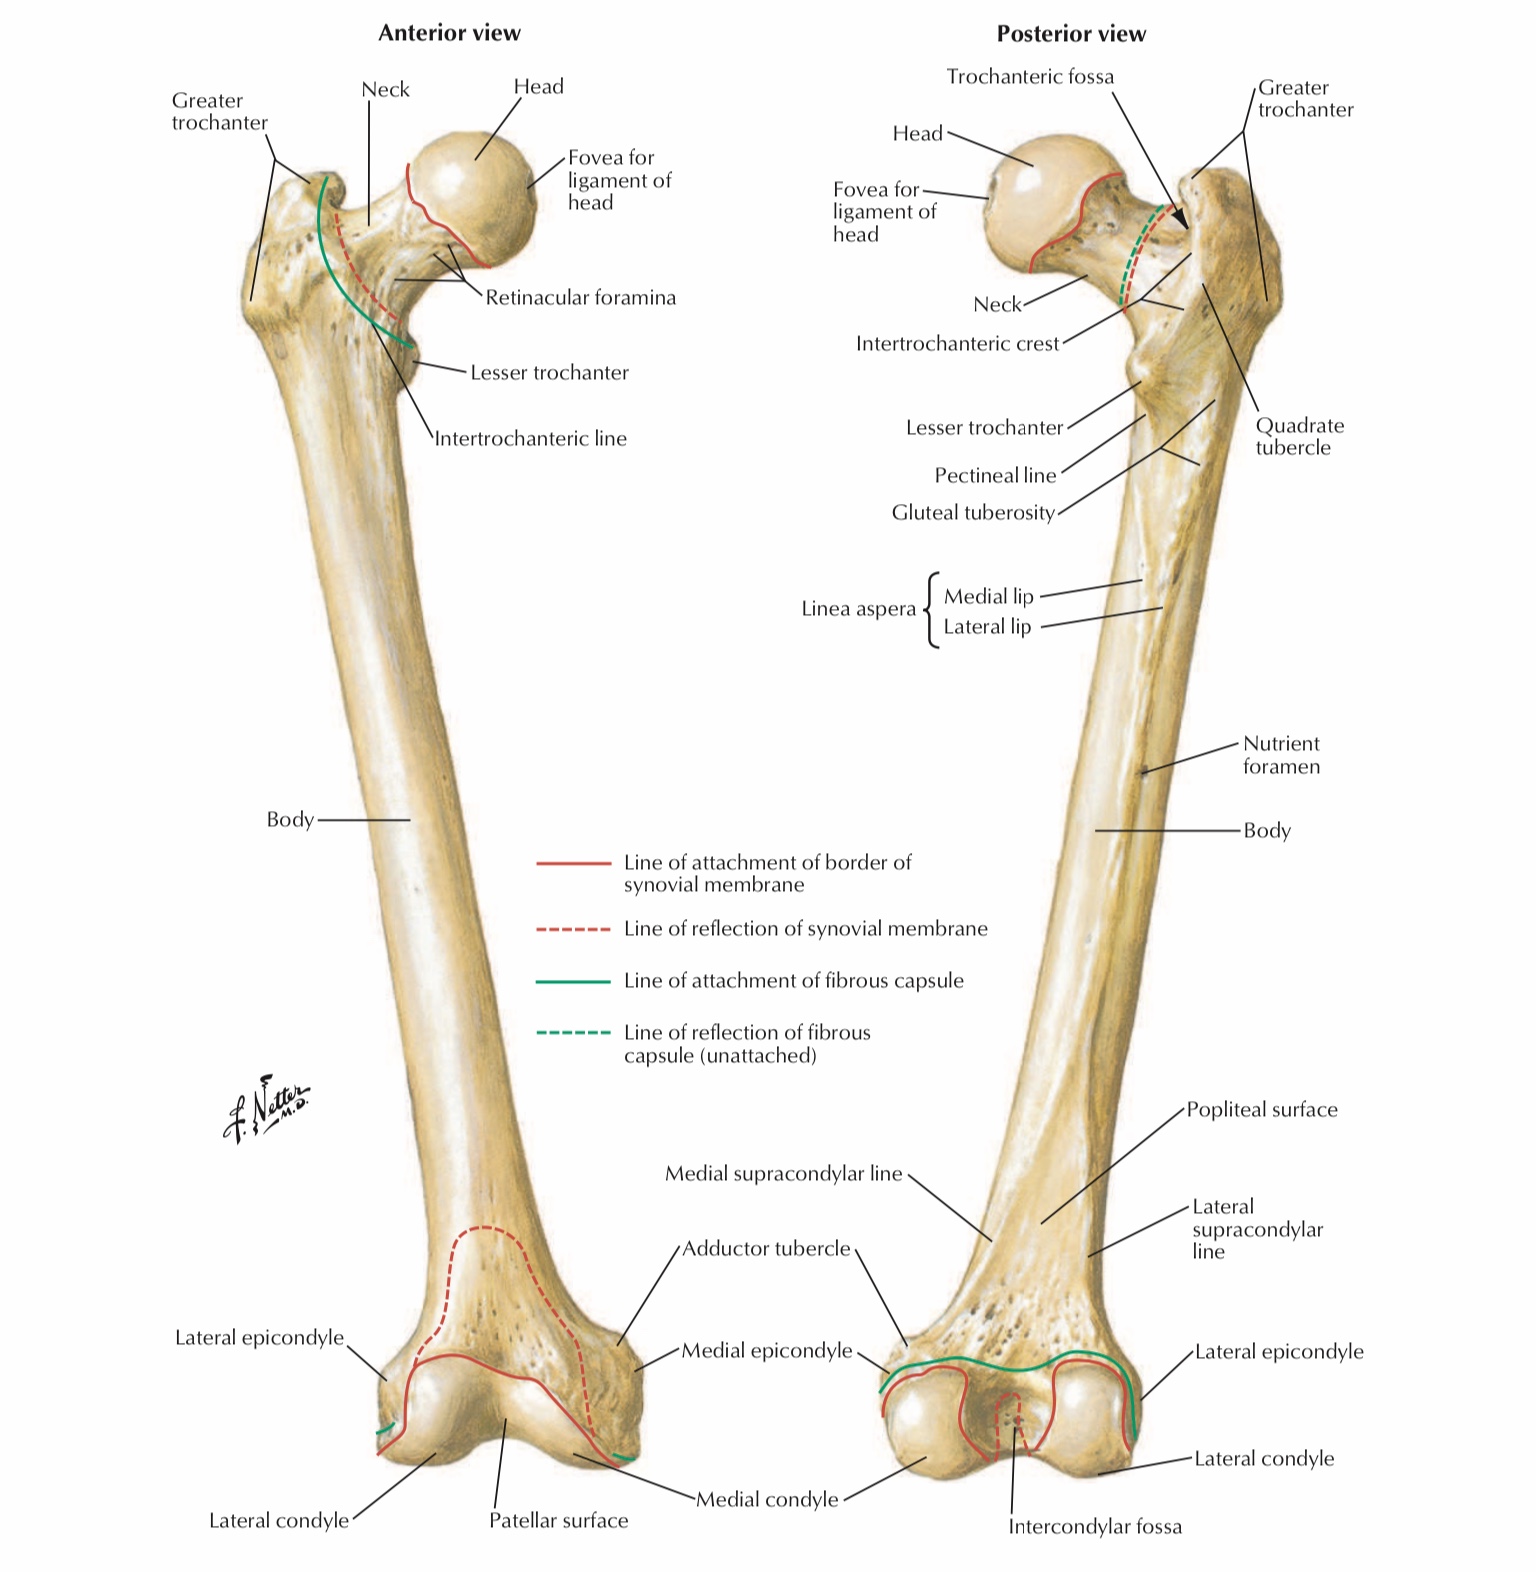 Anterior view
Neck
Head
Greater
trochanter
Fovea for
ligament of
head
Retinacular foramina
Lesser trochanter
Intertrochanteric line
Body
Lateral epicondyle
Lateral condyle
Patellar surface
Posterior view
Trochanteric fossa
Greater
trochanter
Head
Fovea for
ligament of
head
Neck
Intertrochanteric crest
Lesser trochanter
Pectineal line
Gluteal tuberosity
Quadrate
tubercle
Linea aspera
Medial lip
Lateral lip
Nutrient
foramen
Body
Line of attachment of border of
synovial membrane
Line of reflection of synovial membrane
Line of attachment of fibrous capsule
Line of reflection of fibrous
capsule (unattached)
F. Netter
M.D.
Popliteal surface
Medial supracondylar line
Lateral
supracondylar
line
Adductor tubercle
Medial epicondyle
Lateral epicondyle
Lateral condyle
Medial condyle
Intercondylar fossa